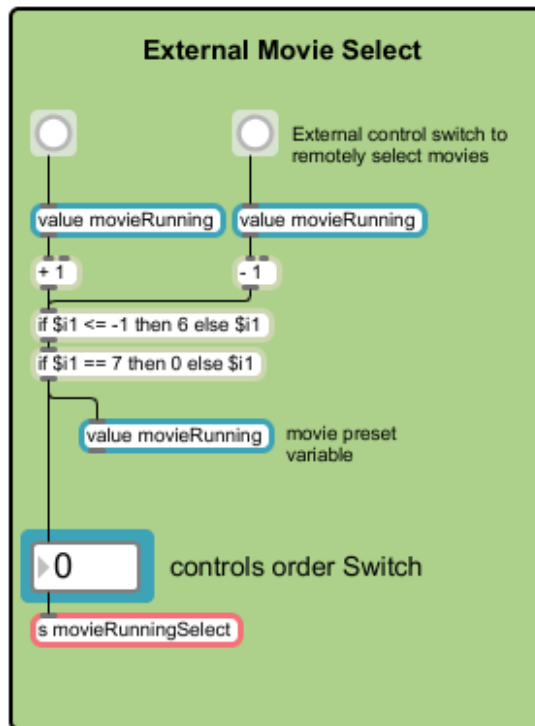 External Movie Select
External control switch to
remotely select movies
value movieRunning
value movieRunning
+ 1
- 1
if $i1 <= -1 then 6 else $i1
if $i1 == 7 then 0 else $i1
value movieRunning
movie preset
variable
0
controls order Switch
s movieRunningSelect